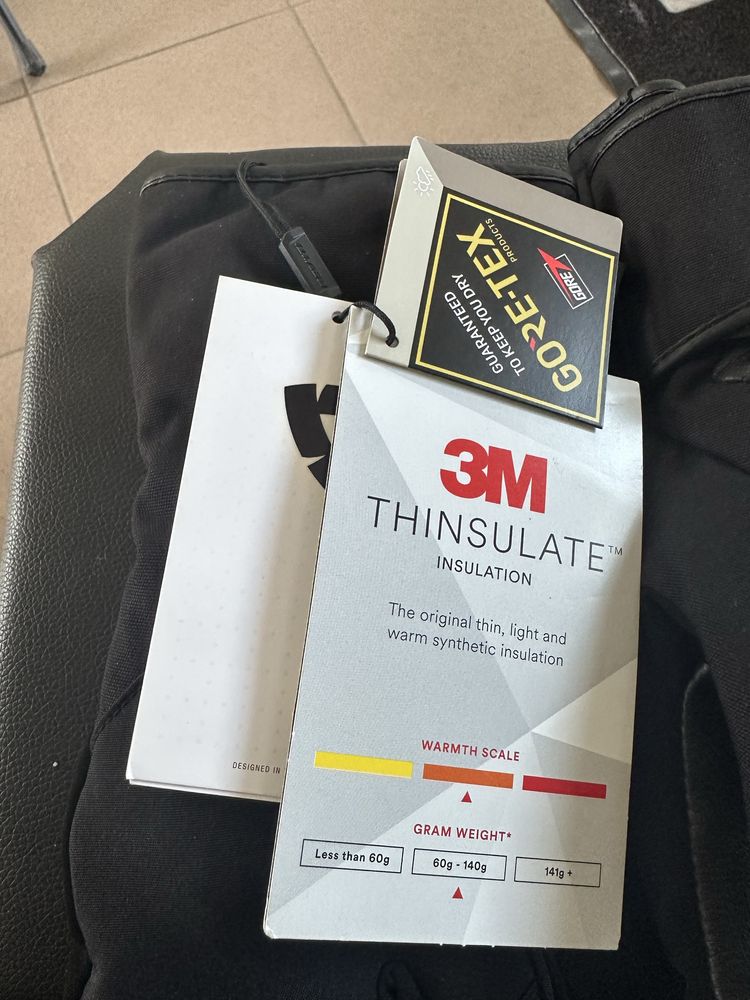 GORE
GORE-TEX
PRODUCTS
GUARANTEED
TO KEEP YOU DRY
3M
THINSULATE™
INSULATION
The original thin, light and
warm synthetic insulation
WARMTH SCALE
GRAM WEIGHT*
Less than 60g
60g - 140g
141g +
DESIGNED IN